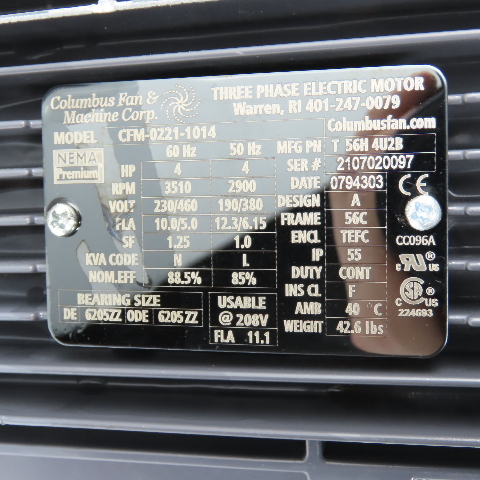 Columbus Fan &
Machine Corp.
THREE PHASE ELECTRIC MOTOR
Warren, RI 401-247-0079
MODEL CFM-0221-1014
Columbusfan.com
NEMA
Premium
60 Hz 50 Hz
MFG PN T 56H 4U2B
HP 4 4
SER # 2107020097
RPM 3510 2900
DATE 0794303
CE
VOLT 230/460 190/380
DESIGN A
FLA 10.0/5.0 12.3/6.15
FRAME 56C
SF 1.25 1.0
ENCL TEFC
CC096A
KVA CODE N L
IP 55
c UL US
NOM.EFF 88.5% 85%
DUTY CONT
BEARING SIZE
USABLE
@ 208V
INS CL F
C SA US
DE 6205ZZ ODE 6205ZZ
AMB 40 °C
224693
FLA 11.1
WEIGHT 42.6 lbs